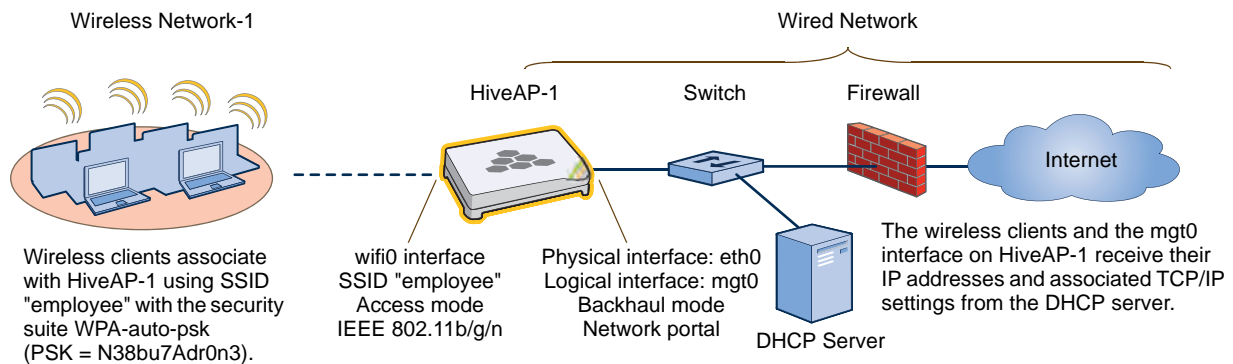 Wireless Network-1
Wired Network
HiveAP-1
Switch
Firewall
Internet
Wireless clients associate
with HiveAP-1 using SSID
"employee" with the security
suite WPA-auto-psk
(PSK = N38bu7Adr0n3).
wifi0 interface
SSID "employee"
Access mode
IEEE 802.11b/g/n
Physical interface: eth0
Logical interface: mgt0
Backhaul mode
Network portal
DHCP Server
The wireless clients and the mgt0
interface on HiveAP-1 receive their
IP addresses and associated TCP/IP
settings from the DHCP server.